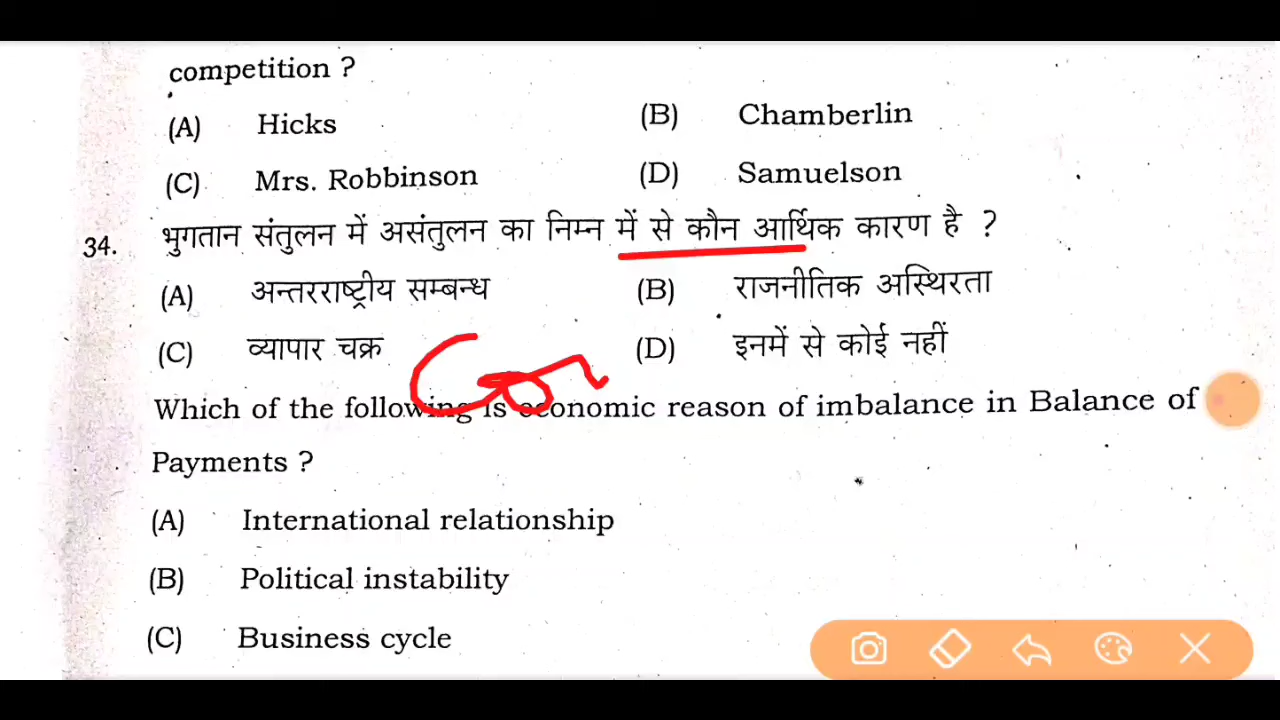 competition ?
(A) Hicks (B) Chamberlin
(C) Mrs. Robbinson (D) Samuelson
34. भुगतान संतुलन में असंतुलन का निम्न में से कौन आर्थिक कारण है ?
(A) अन्तरराष्ट्रीय सम्बन्ध (B) राजनीतिक अस्थिरता
(C) व्यापार चक्र (D) इनमें से कोई नहीं
Which of the following is economic reason of imbalance in Balance of
Payments ?
(A) International relationship
(B) Political instability
(C) Business cycle